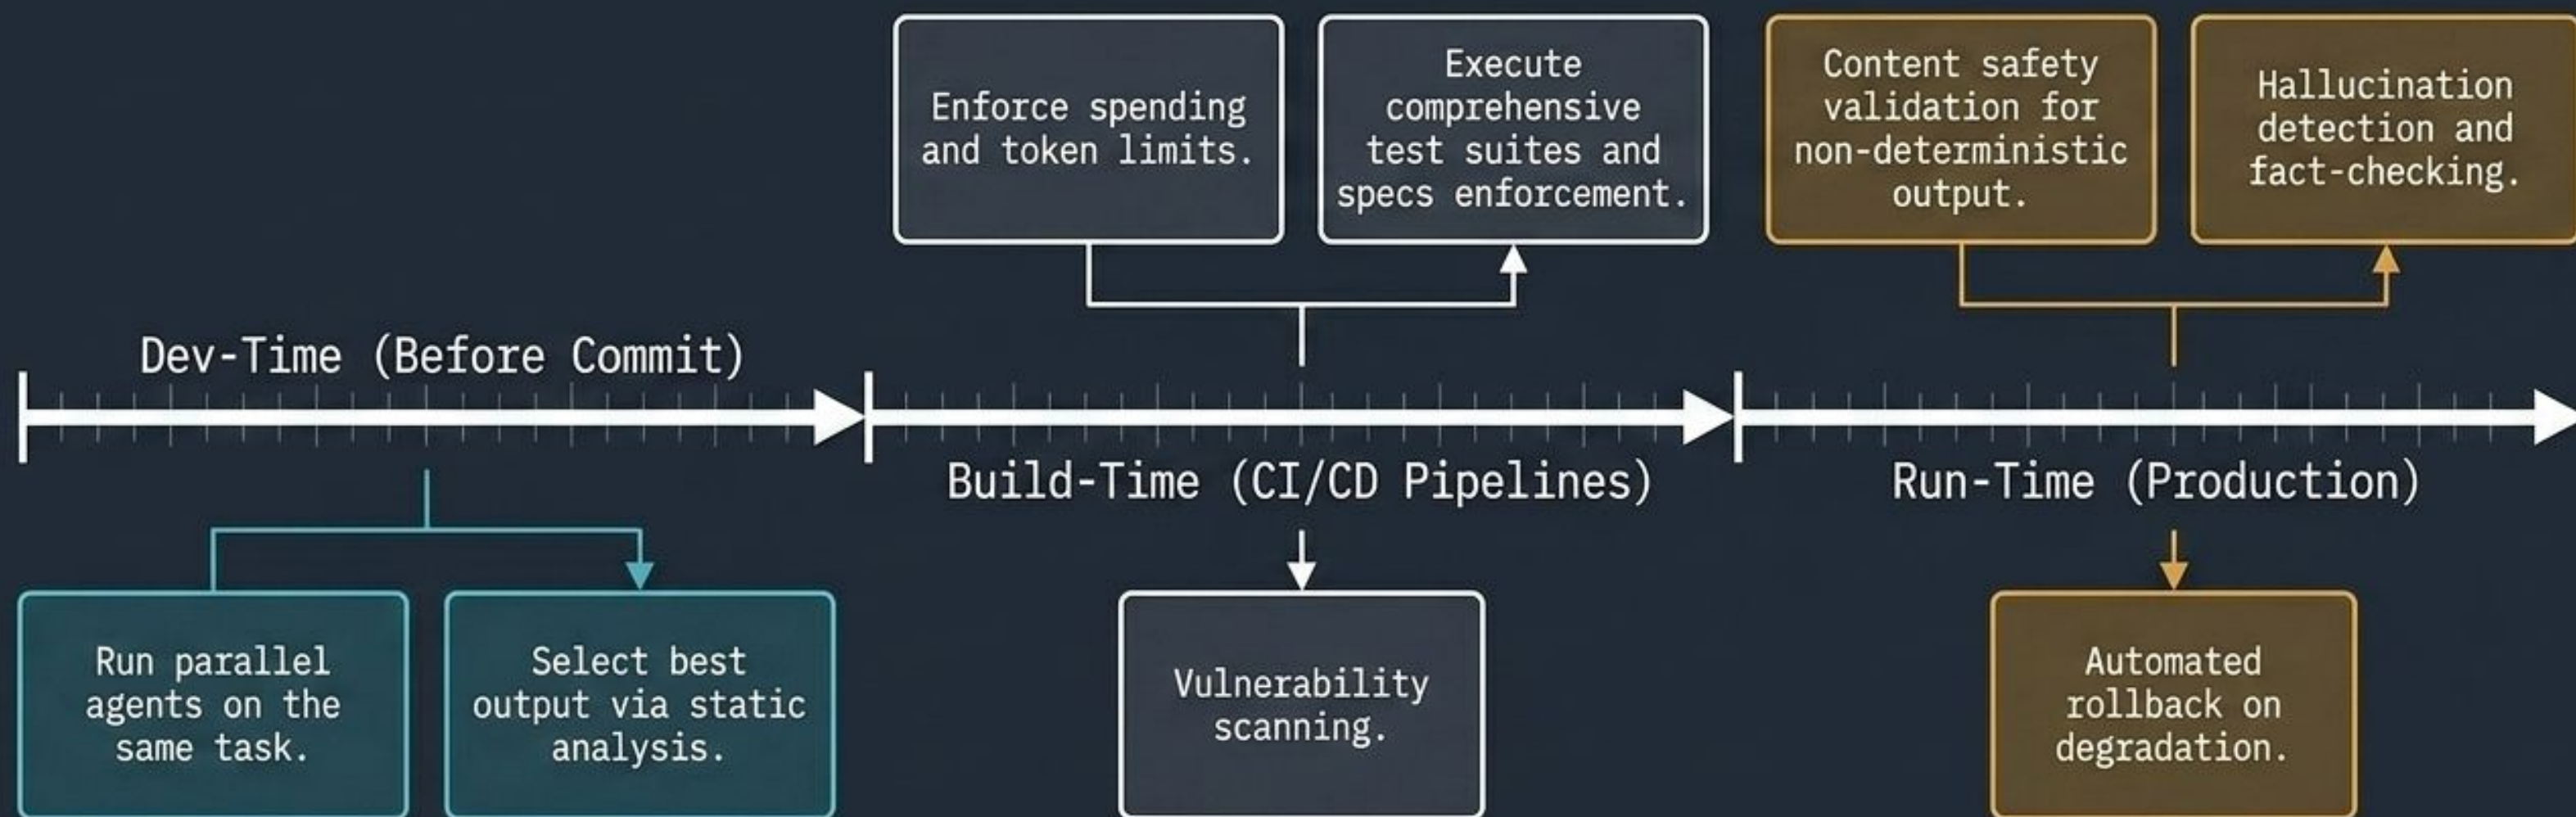 Dev-Time (Before Commit)
Run parallel
agents on the
same task.
Select best
output via static
analysis.
Enforce spending
and token limits.
Execute
comprehensive
test suites and
specs enforcement.
Build-Time (CI/CD Pipelines)
Vulnerability
scanning.
Content safety
validation for
non-deterministic
output.
Hallucination
detection and
fact-checking.
Run-Time (Production)
Automated
rollback on
degradation.